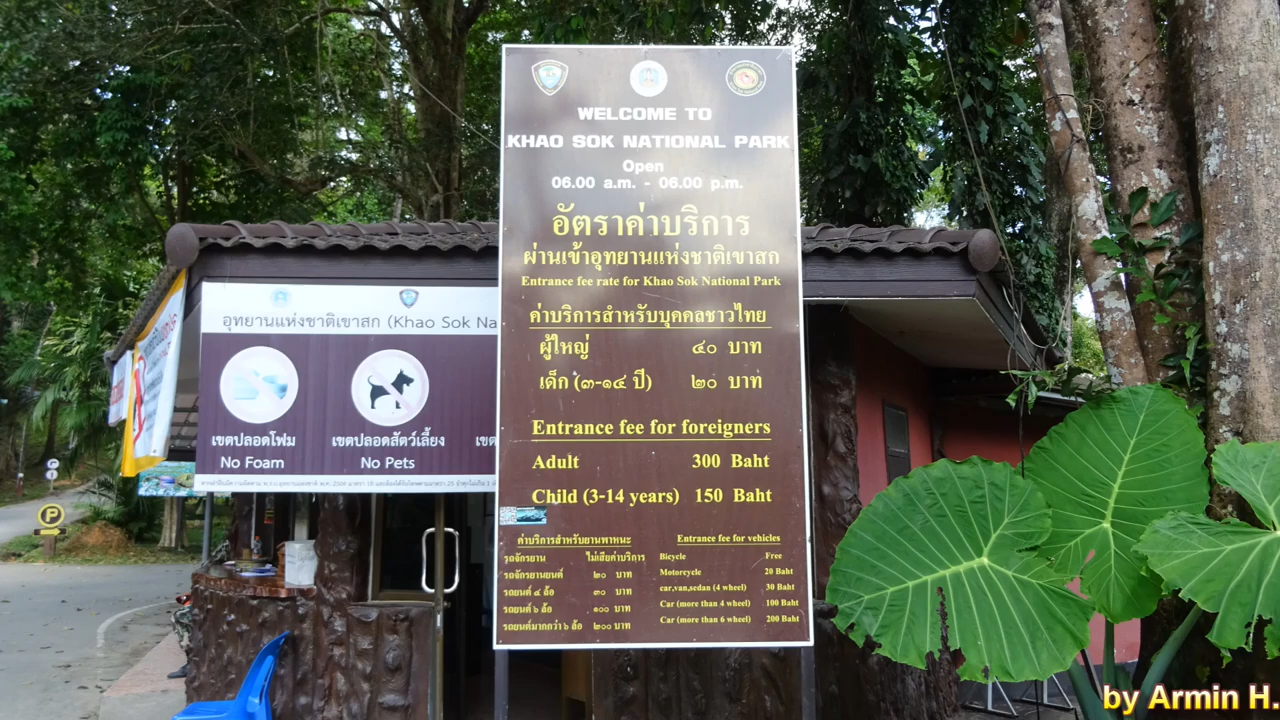 WELCOME TO
KHAO SOK NATIONAL PARK
Open
06.00 a.m. - 06.00 p.m.
อัตราค่าบริการ
ผ่านเข้าอุทยานแห่งชาติเขาสก
Entrance fee rate for Khao Sok National Park
ค่าบริการสำหรับบุคคลชาวไทย
ผู้ใหญ่ ๔๐ บาท
เด็ก (๓-๑๔ ปี) ๒๐ บาท
Entrance fee for foreigners
Adult 300 Baht
Child (3-14 years) 150 Baht
ค่าบริการสำหรับยานพาหนะ
รถจักรยาน ไม่เสียค่าบริการ
รถจักรยานยนต์ ๒๐ บาท
รถยนต์ ๔ ล้อ ๓๐ บาท
รถยนต์ ๖ ล้อ ๑๐๐ บาท
รถยนต์มากกว่า ๖ ล้อ ๒๐๐ บาท
Entrance fee for vehicles
Bicycle Free
Motorcycle 20 Baht
car,van,sedan (4 wheel) 30 Baht
Car (more than 4 wheel) 100 Baht
Car (more than 6 wheel) 200 Baht
อุทยานแห่งชาติเขาสก (Khao Sok Na
เขตปลอดโฟม
No Foam
เขตปลอดสัตว์เลี้ยง
No Pets
เขต
P
by Armin H.